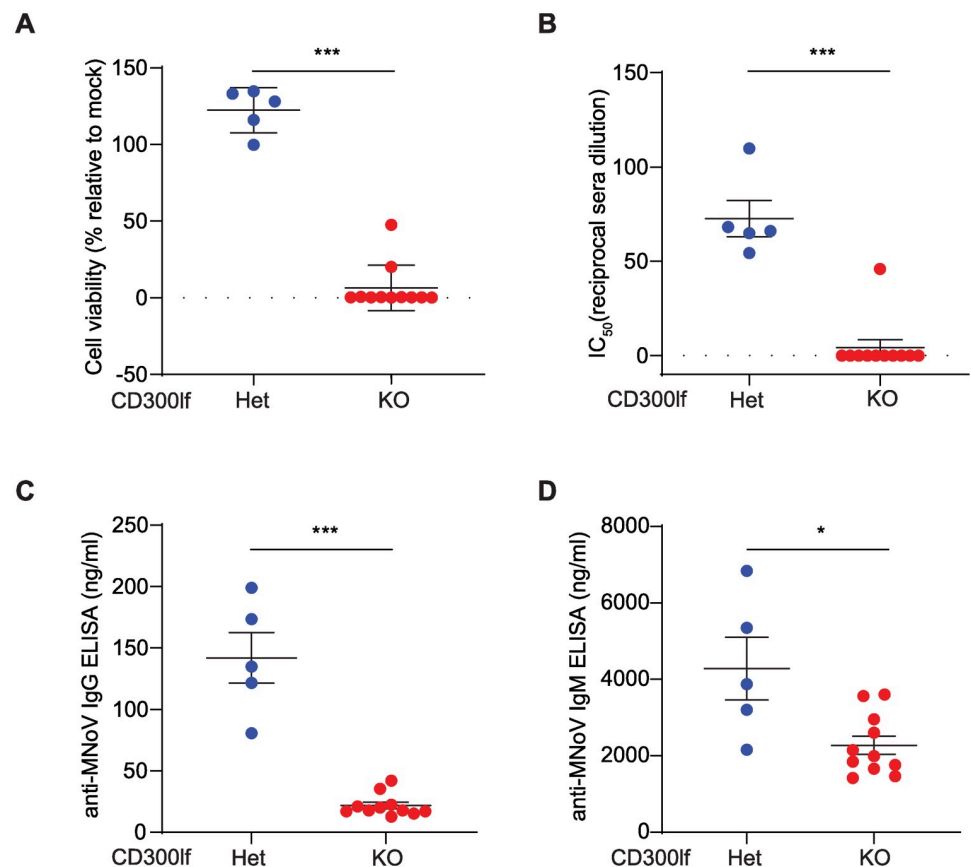 A
***
Cell viability (% relative to mock)
150
100
50
0
-50
CD300lf
Het
KO
B
***
IC50(reciprocal sera dilution)
150
100
50
0
CD300lf
Het
KO
C
***
anti-MNoV IgG ELISA (ng/ml)
250
200
150
100
50
0
CD300lf
Het
KO
D
*
anti-MNoV IgM ELISA (ng/ml)
8000
6000
4000
2000
0
CD300lf
Het
KO